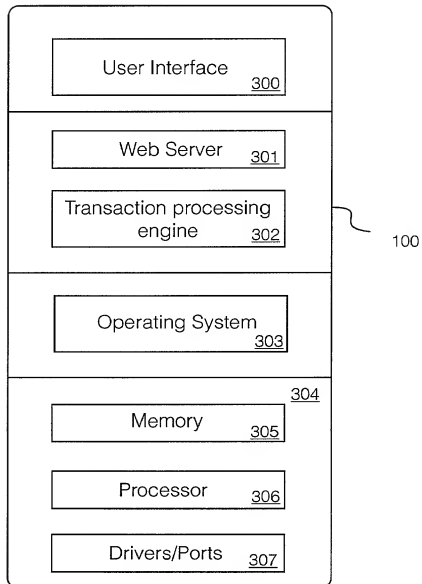 User Interface
300
Web Server
301
Transaction processing
engine
302
100
Operating System
303
304
Memory
305
Processor
306
Drivers/Ports
307